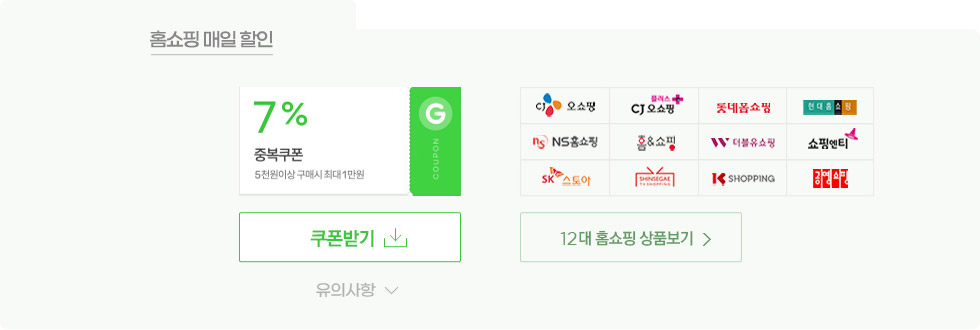 홈쇼핑 매일 할인
7%
중복쿠폰
5천원이상 구매시 최대 1만원
G
COUPON
쿠폰받기
유의사항
CJ 오쇼핑
플러스
CJ 오쇼핑
롯데홈쇼핑
현대홈쇼핑
NS NS홈쇼핑
홈&쇼핑
W 더블유쇼핑
쇼핑엔티
SK 스토아
SHINSEGAE
TV SHOPPING
K SHOPPING
공영쇼핑
12대 홈쇼핑 상품보기